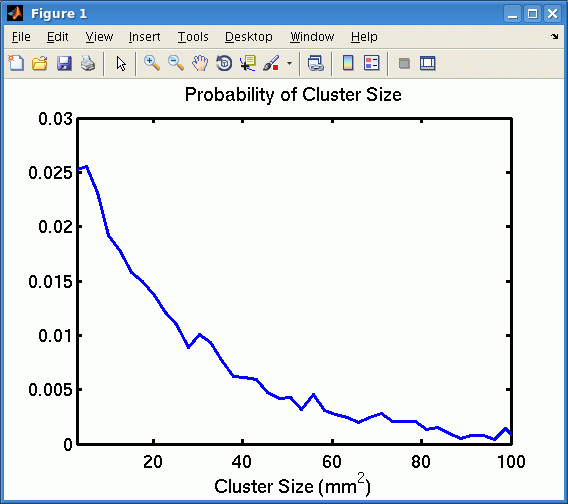 Figure 1
File Edit View Insert Tools Desktop Window Help
Probability of Cluster Size
0.03
0.025
0.02
0.015
0.01
0.005
0
20 40 60 80 100
Cluster Size (mm²)